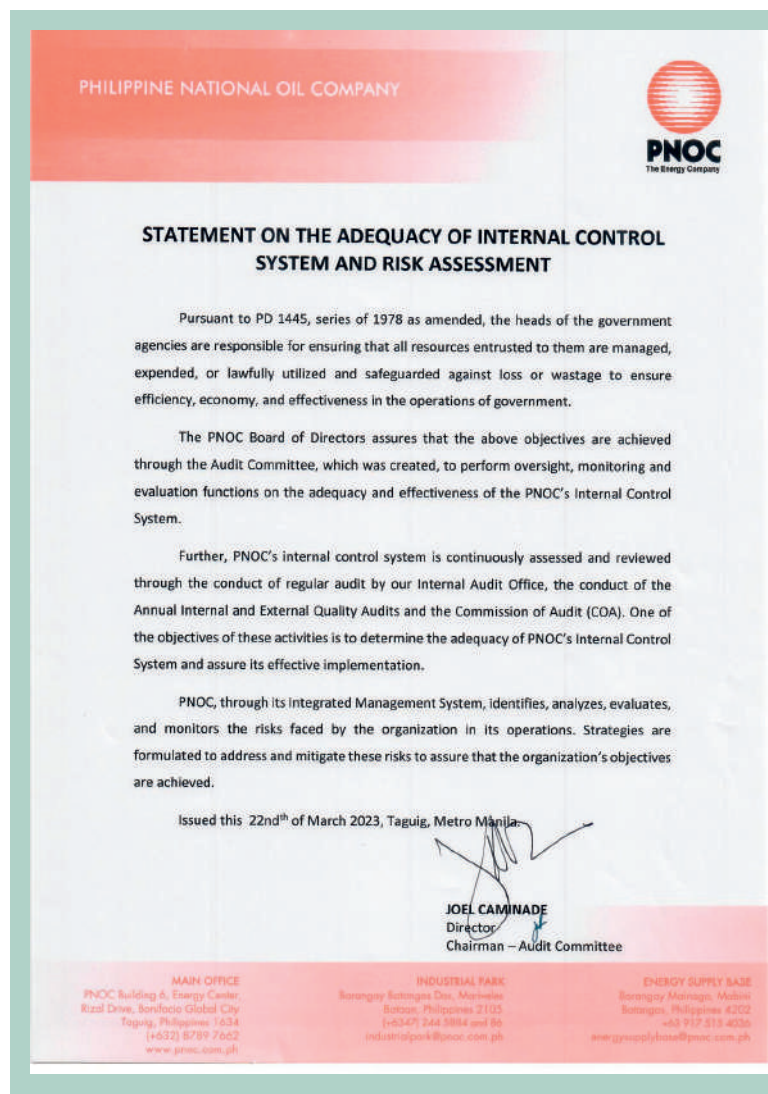 PHILIPPINE NATIONAL OIL COMPANY
PNOC
The Energy Company
STATEMENT ON THE ADEQUACY OF INTERNAL CONTROL
SYSTEM AND RISK ASSESSMENT
Pursuant to PD 1445, series of 1978 as amended, the heads of the government
agencies are responsible for ensuring that all resources entrusted to them are managed,
expended, or lawfully utilized and safeguarded against loss or wastage to ensure
efficiency, economy, and effectiveness in the operations of government.
The PNOC Board of Directors assures that the above objectives are achieved
through the Audit Committee, which was created, to perform oversight, monitoring and
evaluation functions on the adequacy and effectiveness of the PNOC's Internal Control
System.
Further, PNOC's internal control system is continuously assessed and reviewed
through the conduct of regular audit by our Internal Audit Office, the conduct of the
Annual Internal and External Quality Audits and the Commission of Audit (COA). One of
the objectives of these activities is to determine the adequacy of PNOC's Internal Control
System and assure its effective implementation.
PNOC, through its Integrated Management System, identifies, analyzes, evaluates,
and monitors the risks faced by the organization in its operations. Strategies are
formulated to address and mitigate these risks to assure that the organization's objectives
are achieved.
Issued this 22ndth of March 2023, Taguig, Metro Manila.
JOEL CAMINADE
Director
Chairman – Audit Committee
MAIN OFFICE
PNOC Building 6, Energy Center,
Rizal Drive, Bonifacio Global City
Taguig, Philippines 1634
(+632) 8789 7662
www.pnoc.com.ph
INDUSTRIAL PARK
Barangay Batangas Dos, Mariveles
Bataan, Philippines 2105
(+6347) 244 5884 and 86
industrialpark@pnoc.com.ph
ENERGY SUPPLY BASE
Barangay Mainaga, Mabini
Batangas, Philippines 4202
+63 917 515 4036
energysupplybase@pnoc.com.ph